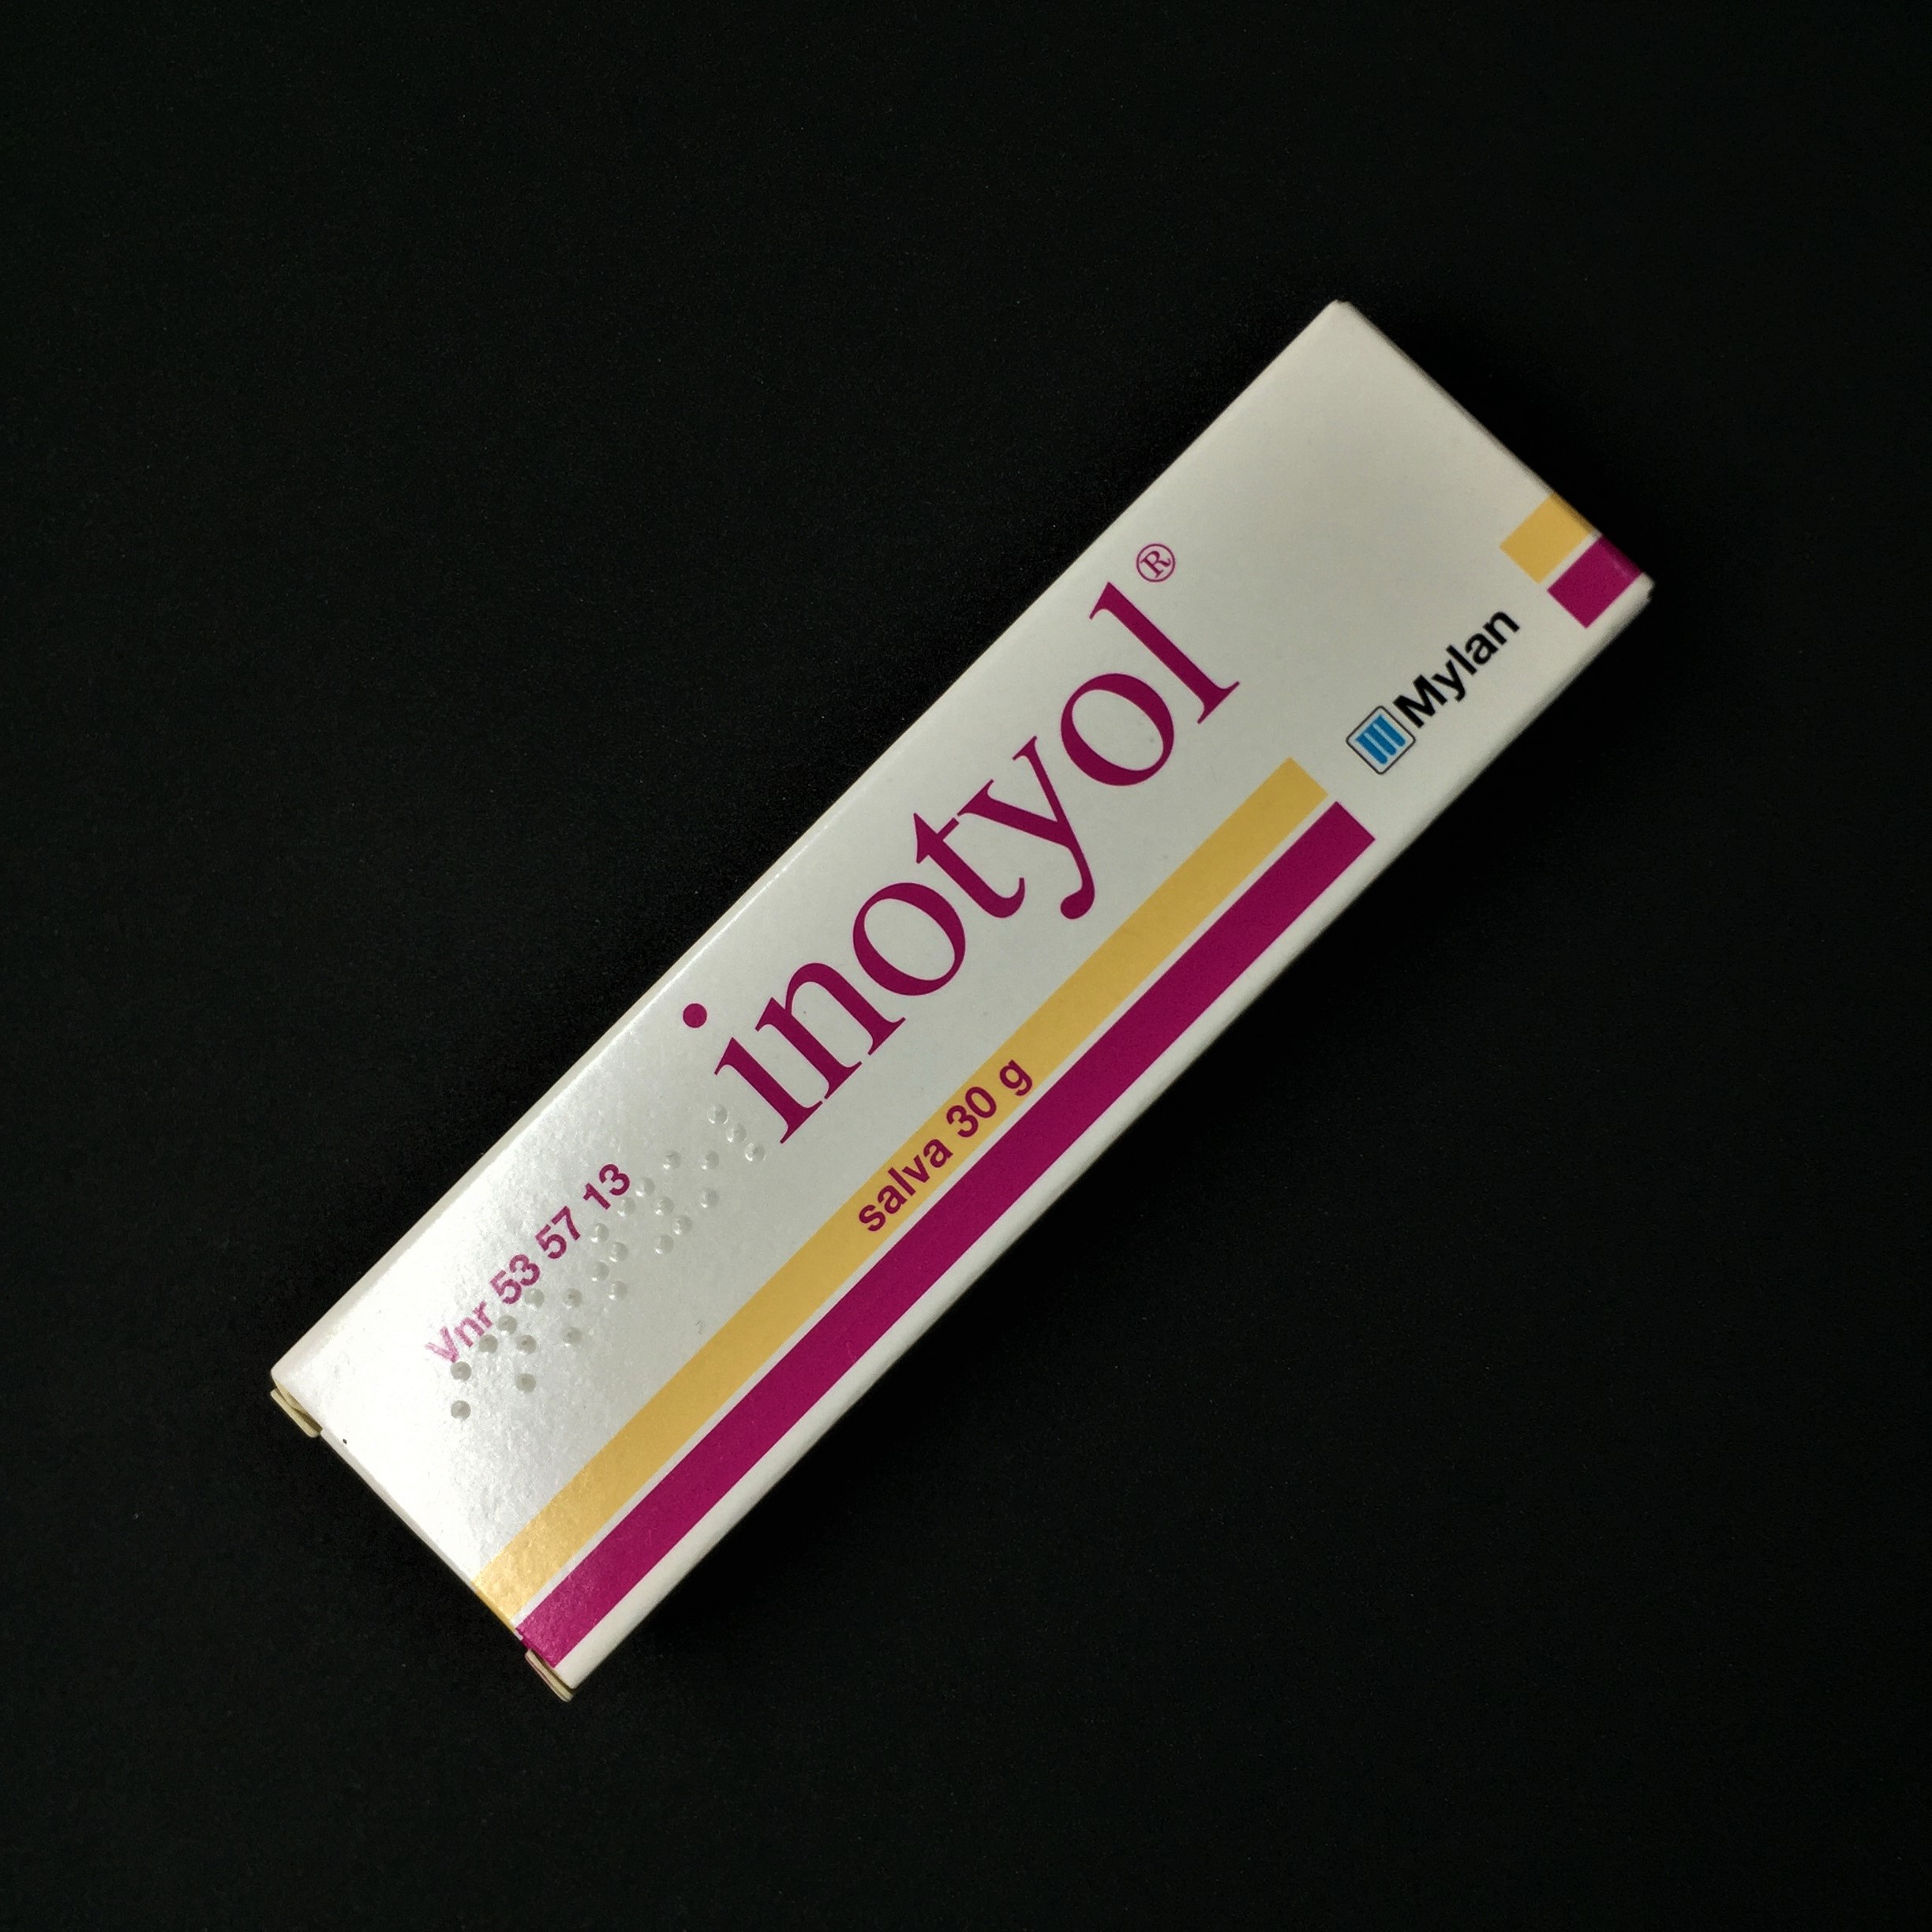 Vnr 53 57 13
inotyol®
salva 30 g
Mylan